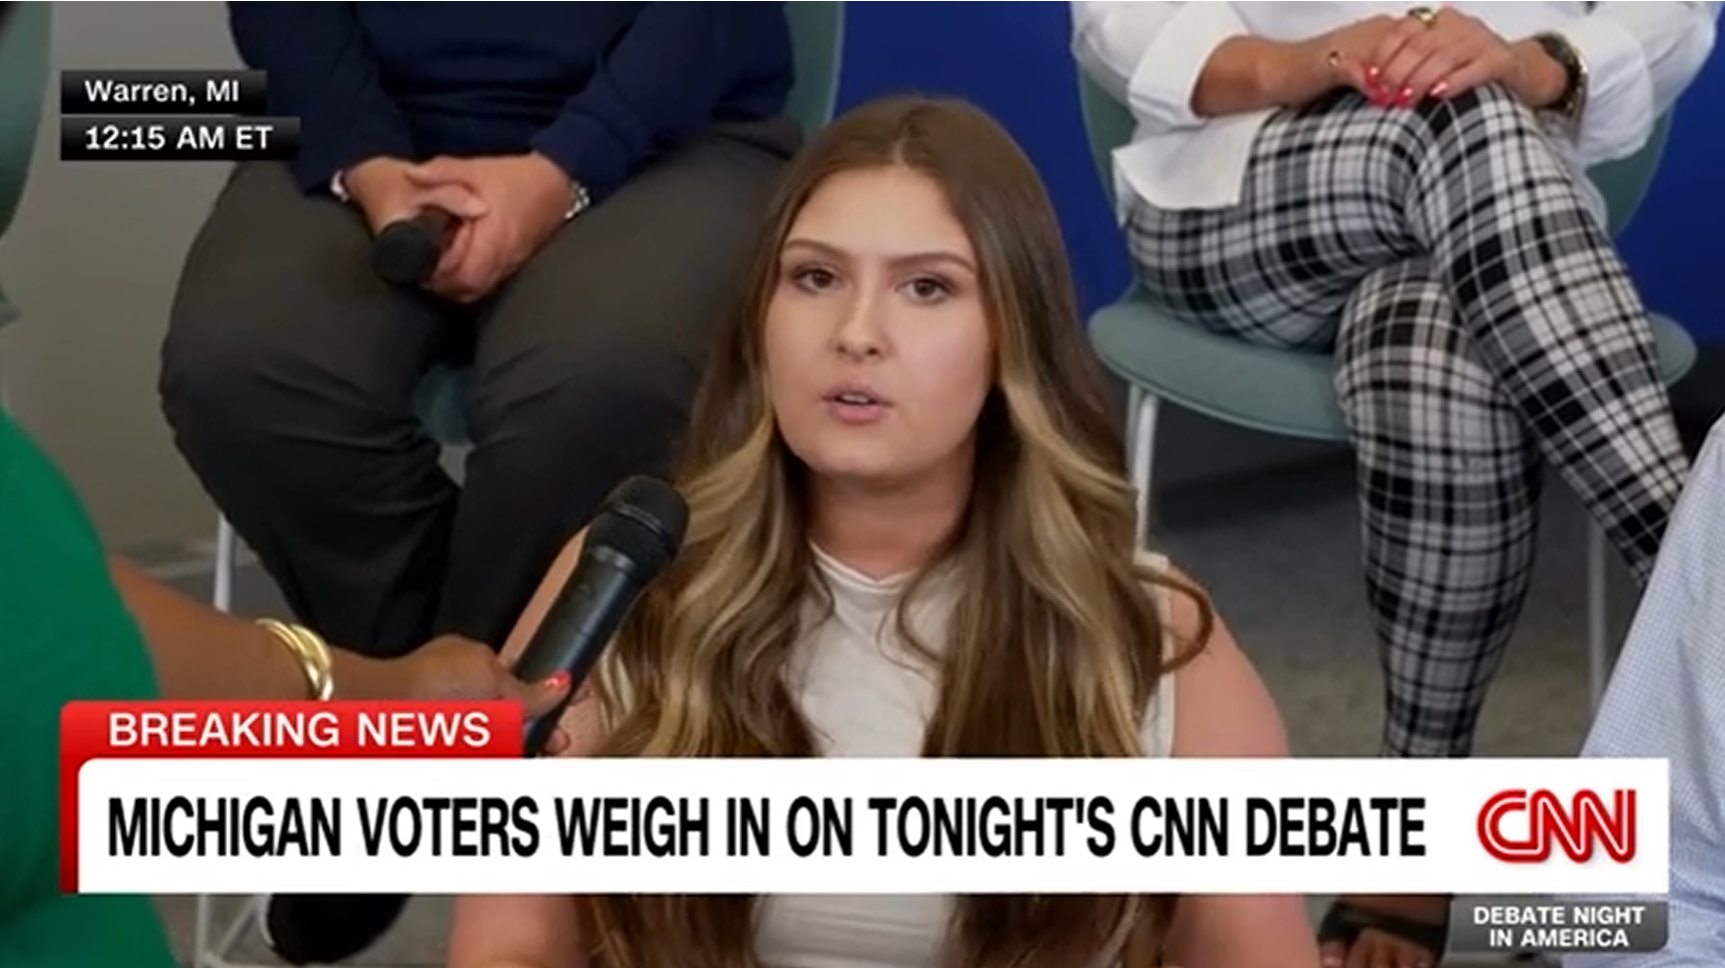 Warren, MI
12:15 AM ET
BREAKING NEWS
MICHIGAN VOTERS WEIGH IN ON TONIGHT'S CNN DEBATE
CNN
DEBATE NIGHT
IN AMERICA